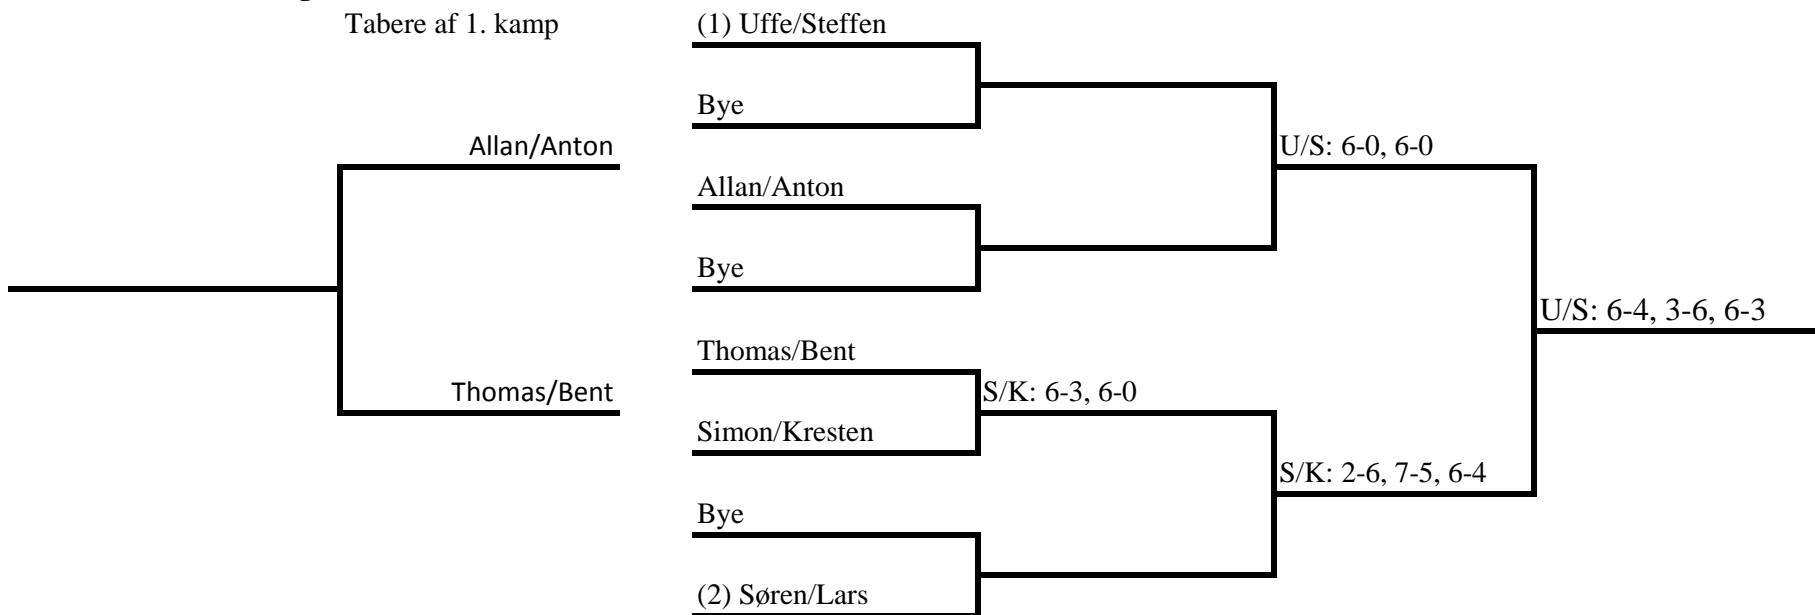 Tabere af 1. kamp
(1) Uffe/Steffen
Bye
Allan/Anton
U/S: 6-0, 6-0
Allan/Anton
Bye
U/S: 6-4, 3-6, 6-3
Thomas/Bent
Thomas/Bent
S/K: 6-3, 6-0
Simon/Kresten
S/K: 2-6, 7-5, 6-4
Bye
(2) Søren/Lars